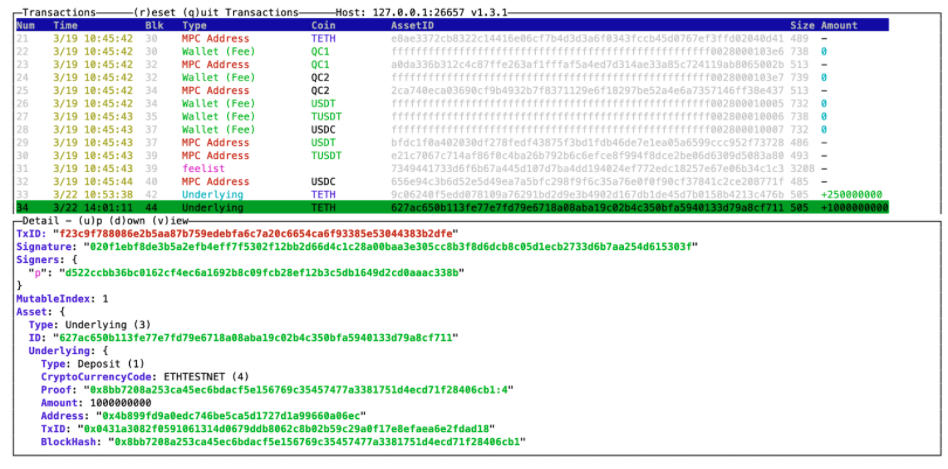 Transactions (r)eset (q)uit Transactions Host: 127.0.0.1:26657 v1.3.1
Num Time Blk Type Coin AssetID Size Amount
21 3/19 10:45:42 30 MPC Address TETH e8ae3372cb8322c14416e06cf7b4d3d3a6f0343fccb45d0767ef3ffd02040d41 489 –
22 3/19 10:45:42 30 Wallet (Fee) QC1 ffffffffffffffffffffffffffffffffffffffffffffffffffff0028000103e6 738 0
23 3/19 10:45:42 32 MPC Address QC1 a0da336b312c4c87ffe263af1fffaf5a4ed7d314ae33a85c724119ab8065002b 513 –
24 3/19 10:45:42 32 Wallet (Fee) QC2 ffffffffffffffffffffffffffffffffffffffffffffffffffff0028000103e7 739 0
25 3/19 10:45:42 34 MPC Address QC2 2ca740eca03690cf9b4932b7f8371129e6f18297be52a4e6a7357146ff38e437 513 –
26 3/19 10:45:42 34 Wallet (Fee) USDT ffffffffffffffffffffffffffffffffffffffffffffffffffff002800010005 732 0
27 3/19 10:45:43 35 Wallet (Fee) TUSDT ffffffffffffffffffffffffffffffffffffffffffffffffffff002800010006 738 0
28 3/19 10:45:43 37 Wallet (Fee) USDC ffffffffffffffffffffffffffffffffffffffffffffffffffff002800010007 732 0
29 3/19 10:45:43 37 MPC Address USDT bfdc1f0a402030df278fedf43875f3bd1fdb46de7e1ea05a6599ccc952f73728 486 –
30 3/19 10:45:43 39 MPC Address TUSDT e21c7067c714af86f0c4ba26b792b6c6efce8f994f8dce2be06d6309d5083a80 493 –
31 3/19 10:45:43 39 feelist 7349441733d6f6b67a445d107d7ba4dd194024ef772edc18257e67e06b34c1c3 3208 –
32 3/19 10:45:44 40 MPC Address USDC 656e94c3b6d52e5d49ea7a5bfc298f9f6c35a76e0f0f90cf37841c2ce208771f 485 –
33 3/22 10:53:38 42 Underlying TETH 9c06240f5edd078109a76291bd2d9e3b4902d167db1de45d7b0158b4213c476b 505 +250000000
34 3/22 14:01:11 44 Underlying TETH 627ac650b113fe77e7fd79e6718a08aba19c02b4c350bfa5940133d79a8cf711 505 +1000000000
Detail – (u)p (d)own (v)iew
TxID: "f23c9f788086e2b5aa87b759edebfa6c7a20c6654ca6f93385e53044383b2dfe"
Signature: "020f1ebf8de3b5a2efb4eff7f5302f12bb2d66d4c1c28a00baa3e305cc8b3f8d6dcb8c05d1ecb2733d6b7aa254d615303f"
Signers: {
"p": "d522ccbb36bc0162cf4ec6a1692b8c09fcb28ef12b3c5db1649d2cd0aaac338b"
}
MutableIndex: 1
Asset: {
Type: Underlying (3)
ID: "627ac650b113fe77e7fd79e6718a08aba19c02b4c350bfa5940133d79a8cf711"
Underlying: {
Type: Deposit (1)
CryptoCurrencyCode: ETHTESTNET (4)
Proof: "0x8bb7208a253ca45ec6bdacf5e156769c35457477a3381751d4ecd71f28406cb1:4"
Amount: 1000000000
Address: "0x4b899fd9a0edc746be5ca5d1727d1a99660a06ec"
TxID: "0x0431a3082f0591061314d0679ddb8062c8b02b59c29a0f17e8efaea6e2fdad18"
BlockHash: "0x8bb7208a253ca45ec6bdacf5e156769c35457477a3381751d4ecd71f28406cb1"